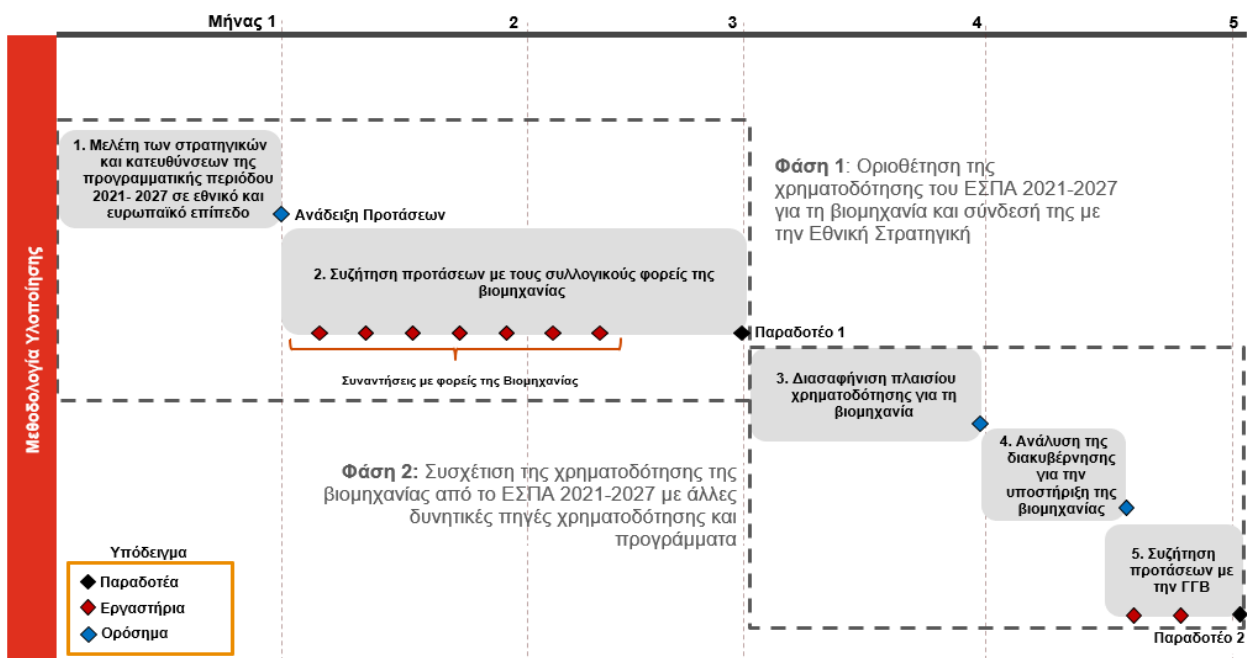 Μήνας 1
2
3
4
5
Μεθοδολογία Υλοποίησης
1. Μελέτη των στρατηγικών
και κατευθύνσεων της
προγραμματικής περιόδου
2021- 2027 σε εθνικό και
ευρωπαϊκό επίπεδο
Ανάδειξη Προτάσεων
Φάση 1: Οριοθέτηση της
χρηματοδότησης του ΕΣΠΑ 2021-2027
για τη βιομηχανία και σύνδεσή της με
την Εθνική Στρατηγική
2. Συζήτηση προτάσεων με τους συλλογικούς φορείς της
βιομηχανίας
Παραδοτέο 1
Συναντήσεις με φορείς της Βιομηχανίας
3. Διασαφήνιση πλαισίου
χρηματοδότησης για τη
βιομηχανία
4. Ανάλυση της
διακυβέρνησης
για την
υποστήριξη της
βιομηχανίας
Φάση 2: Συσχέτιση της χρηματοδότησης της
βιομηχανίας από το ΕΣΠΑ 2021-2027 με άλλες
δυνητικές πηγές χρηματοδότησης και
προγράμματα
5. Συζήτηση
προτάσεων με
την ΓΓΒ
Παραδοτέο 2
Υπόδειγμα
Παραδοτέα
Εργαστήρια
Ορόσημα